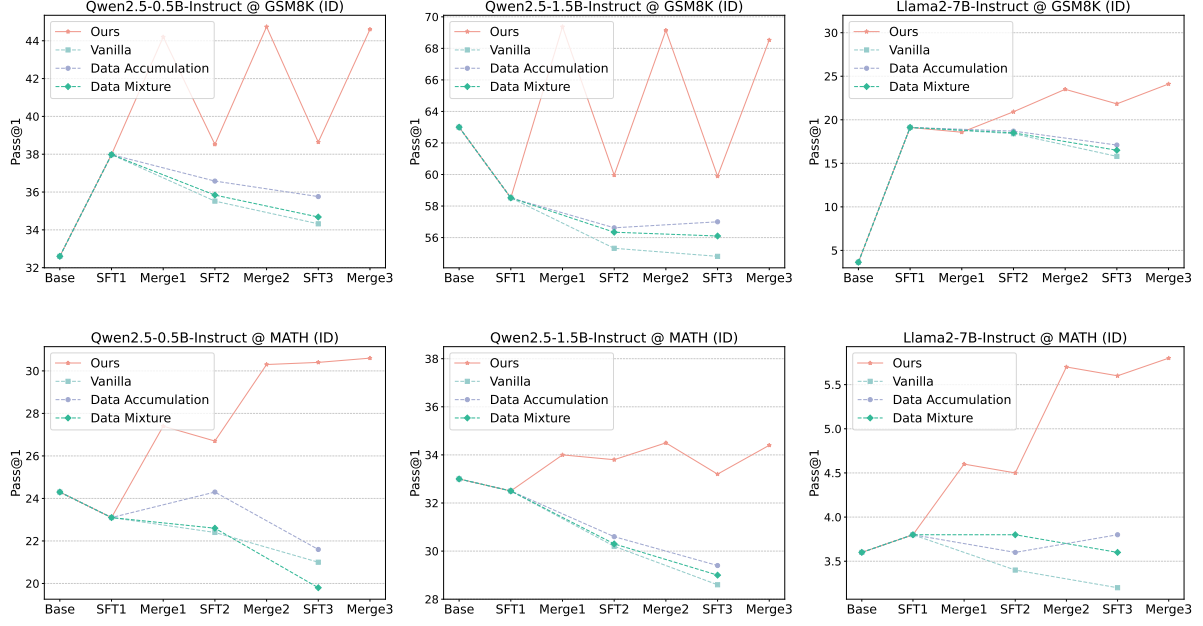 Qwen2.5-0.5B-Instruct @ GSM8K (ID)
Pass@1
44
42
40
38
36
34
32
Ours
Vanilla
Data Accumulation
Data Mixture
Base SFT1 Merge1 SFT2 Merge2 SFT3 Merge3
Qwen2.5-1.5B-Instruct @ GSM8K (ID)
Pass@1
70
68
66
64
62
60
58
56
Ours
Vanilla
Data Accumulation
Data Mixture
Base SFT1 Merge1 SFT2 Merge2 SFT3 Merge3
Llama2-7B-Instruct @ GSM8K (ID)
Pass@1
30
25
20
15
10
5
Ours
Vanilla
Data Accumulation
Data Mixture
Base SFT1 Merge1 SFT2 Merge2 SFT3 Merge3
Qwen2.5-0.5B-Instruct @ MATH (ID)
Pass@1
30
28
26
24
22
20
Ours
Vanilla
Data Accumulation
Data Mixture
Base SFT1 Merge1 SFT2 Merge2 SFT3 Merge3
Qwen2.5-1.5B-Instruct @ MATH (ID)
Pass@1
38
36
34
32
30
28
Ours
Vanilla
Data Accumulation
Data Mixture
Base SFT1 Merge1 SFT2 Merge2 SFT3 Merge3
Llama2-7B-Instruct @ MATH (ID)
Pass@1
5.5
5.0
4.5
4.0
3.5
Ours
Vanilla
Data Accumulation
Data Mixture
Base SFT1 Merge1 SFT2 Merge2 SFT3 Merge3